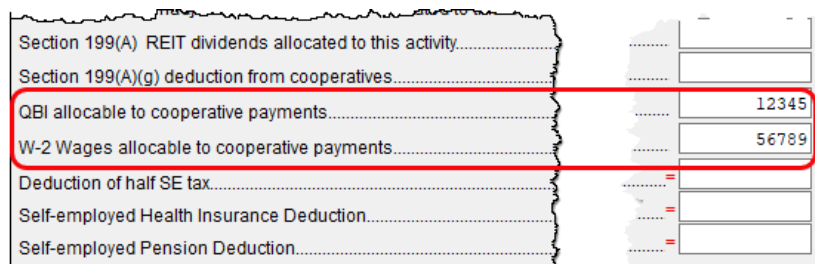 Section 199(A) REIT dividends allocated to this activity................................
Section 199(A)(g) deduction from cooperatives................................
QBI allocable to cooperative payments................................ 12345
W-2 Wages allocable to cooperative payments................................ 56789
Deduction of half SE tax................................ =
Self-employed Health Insurance Deduction................................ =
Self-employed Pension Deduction................................ =